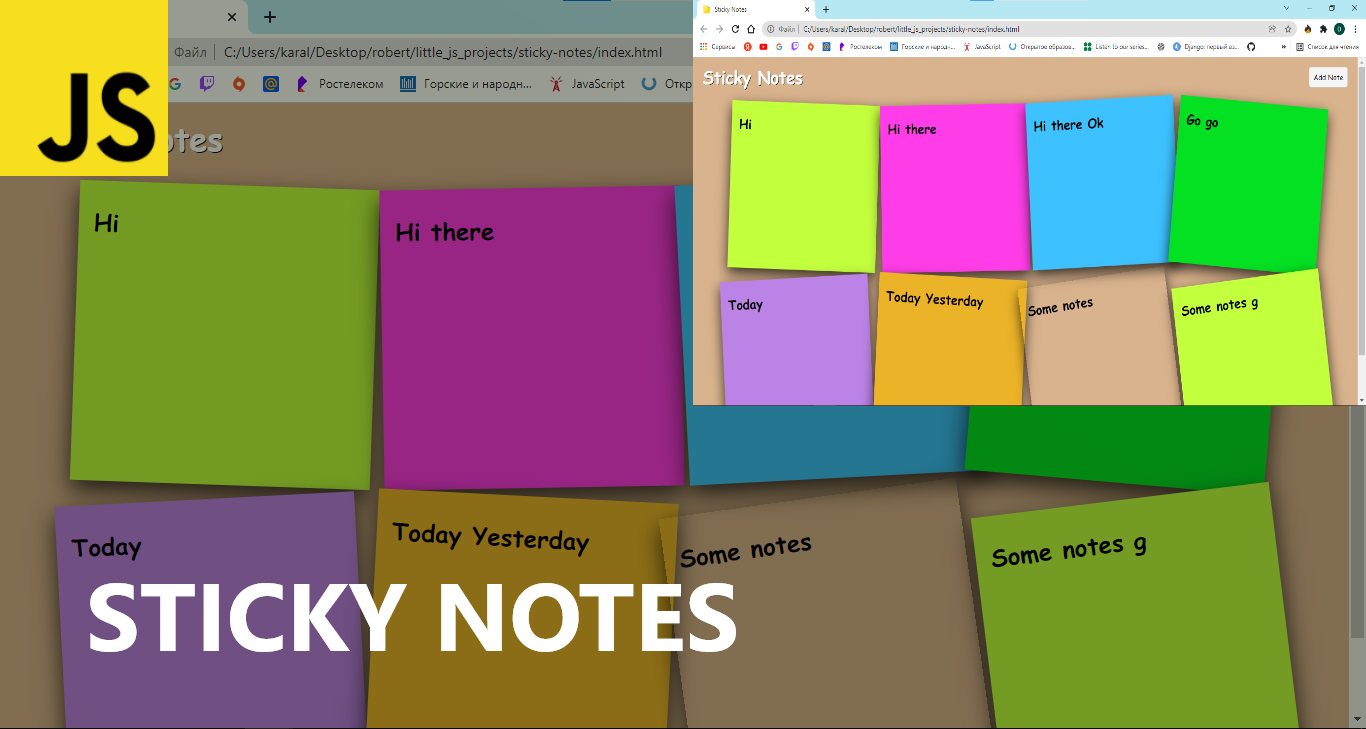 JS
Файл C:/Users/karal/Desktop/robert/little_js_projects/sticky-notes/index.html
Ростелеком Горские и народн... JavaScript Откр
otes
Hi
Hi there
Today
Today Yesterday
Some notes
Some notes g
STICKY NOTES
Sticky Notes
Файл C:/Users/karal/Desktop/robert/little_js_projects/sticky-notes/index.html
Сервисы Ростелеком Горские и народн... JavaScript Открытое образо... Listen to our series... Django: первый вз... » Список для чтения
Sticky Notes
Add Note
Hi
Hi there
Hi there Ok
Go go
Today
Today Yesterday
Some notes
Some notes g